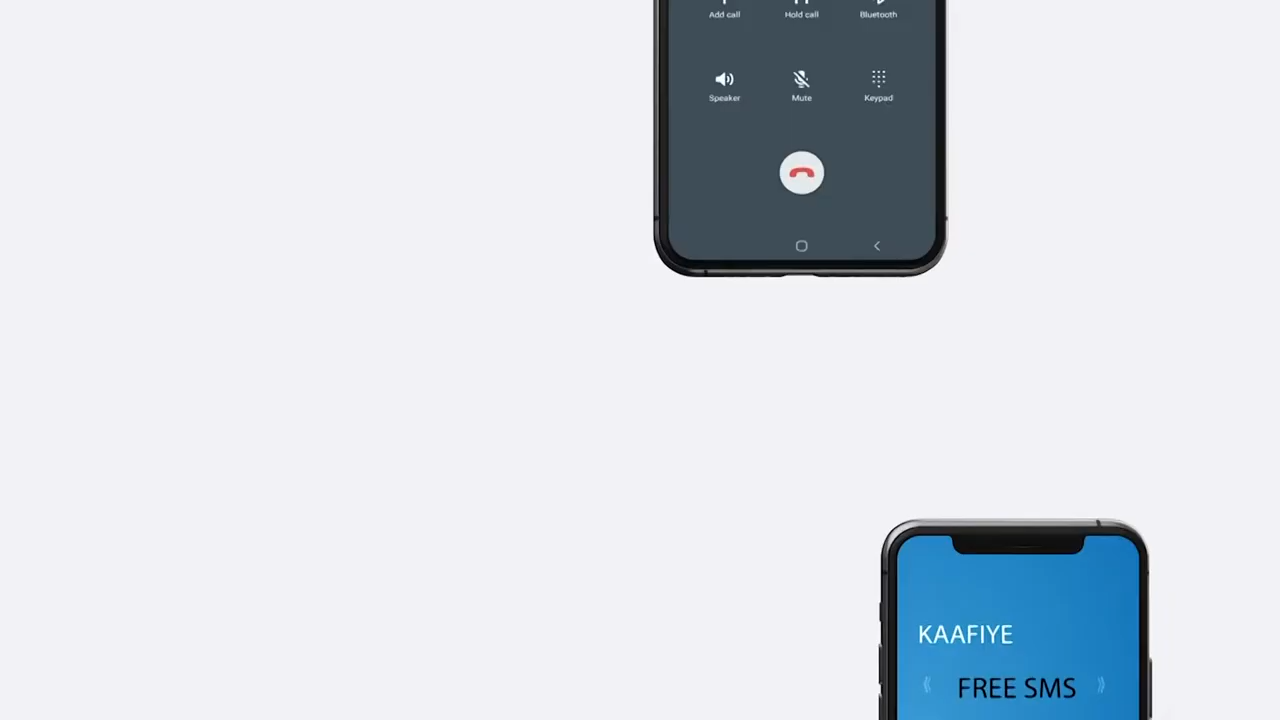 Add call Hold call Bluetooth
Speaker Mute Keypad
KAAFIYE
FREE SMS